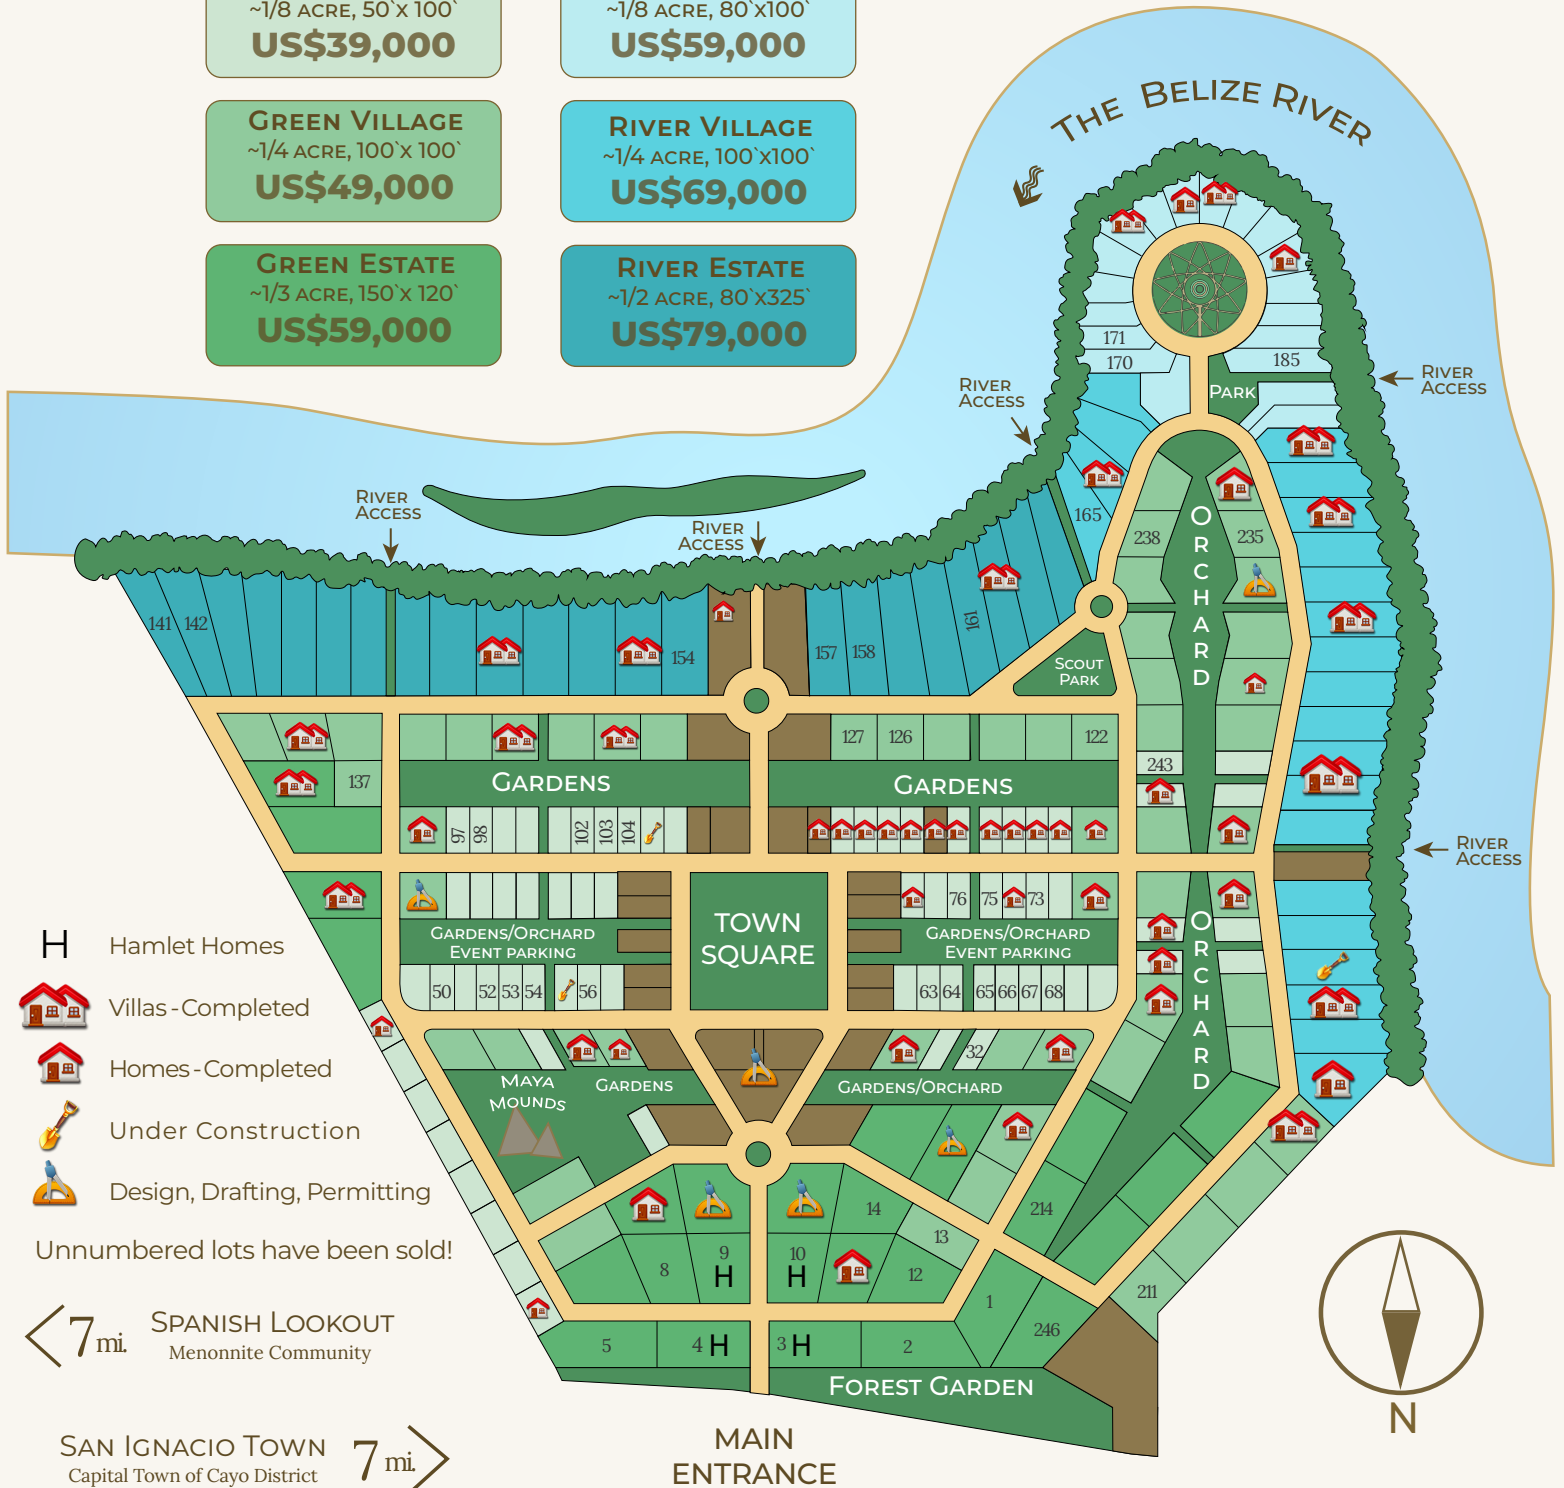 ~1/8 ACRE, 50`X 100`
US$39,000
~1/8 ACRE, 80`X100`
US$59,000
GREEN VILLAGE
~1/4 ACRE, 100`X 100`
US$49,000
RIVER VILLAGE
~1/4 ACRE, 100`X100`
US$69,000
GREEN ESTATE
~1/3 ACRE, 150`X 120`
US$59,000
RIVER ESTATE
~1/2 ACRE, 80`X325`
US$79,000
THE BELIZE RIVER
171
170
185
PARK
RIVER
ACCESS
RIVER
ACCESS
RIVER
ACCESS
RIVER
ACCESS
165
238
235
ORCHARD
141
142
154
157
158
161
SCOUT
PARK
127
126
122
243
137
GARDENS
GARDENS
97
98
102
103
104
RIVER
ACCESS
76
75
73
TOWN
SQUARE
GARDENS/ORCHARD
EVENT PARKING
GARDENS/ORCHARD
EVENT PARKING
ORCHARD
50
52
53
54
56
63
64
65
66
67
68
32
MAYA
MOUNDS
GARDENS
GARDENS/ORCHARD
H Hamlet Homes
Villas - Completed
Homes - Completed
Under Construction
Design, Drafting, Permitting
Unnumbered lots have been sold!
214
14
13
8
9
H
10
H
12
1
211
246
5
4 H
3 H
2
FOREST GARDEN
7 mi.
SPANISH LOOKOUT
Menonnite Community
SAN IGNACIO TOWN
Capital Town of Cayo District
7 mi.
MAIN
ENTRANCE
N